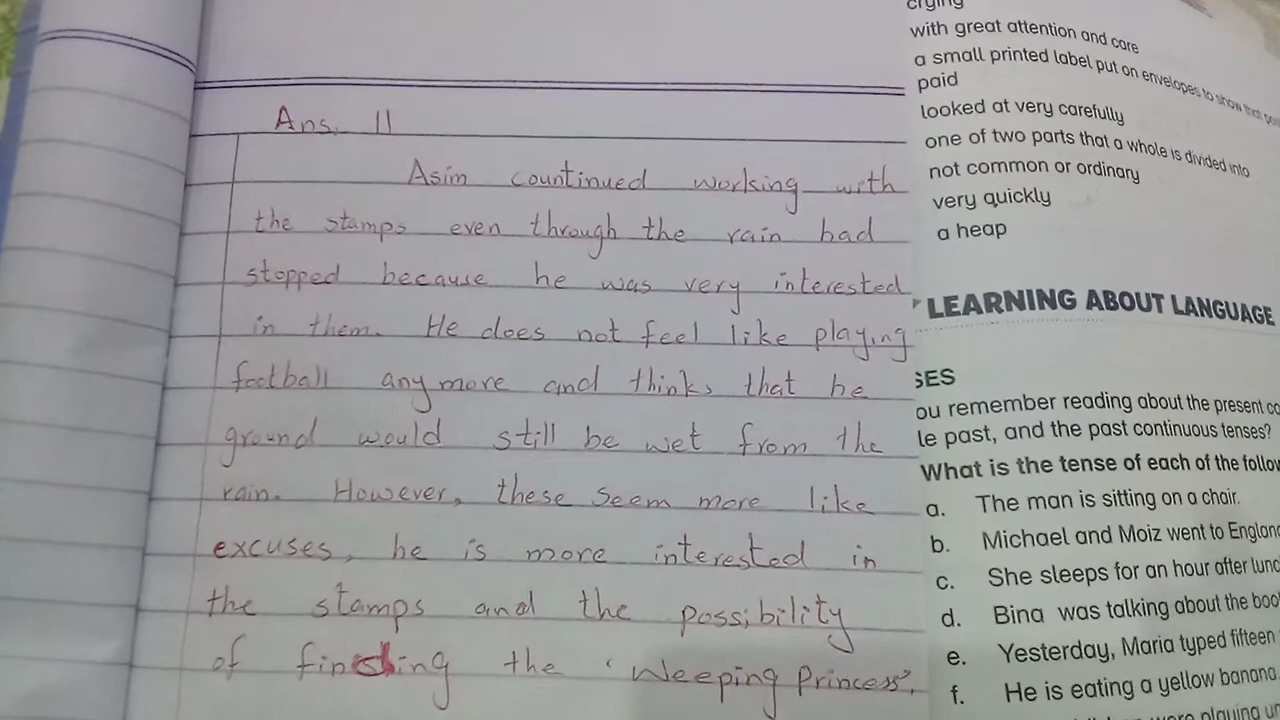 Ans. 11
Asim countinued working with
the stamps even through the rain had
stopped because he was very interested
in them. He does not feel like playing
football anymore and thinks that he
ground would still be wet from the
rain. However, these seem more like
excuses, he is more interested in
the stamps and the possibility
of finding the 'Weeping Princess'.
crying
with great attention and care
a small printed label put on envelopes to show that
paid
looked at very carefully
one of two parts that a whole is divided into
not common or ordinary
very quickly
a heap
LEARNING ABOUT LANGUAGE
SES
ou remember reading about the present co
le past, and the past continuous tenses?
What is the tense of each of the follow
a. The man is sitting on a chair.
b. Michael and Moiz went to England
c. She sleeps for an hour after lunc
d. Bina was talking about the boo
e. Yesterday, Maria typed fifteen
f. He is eating a yellow banana.
were playing